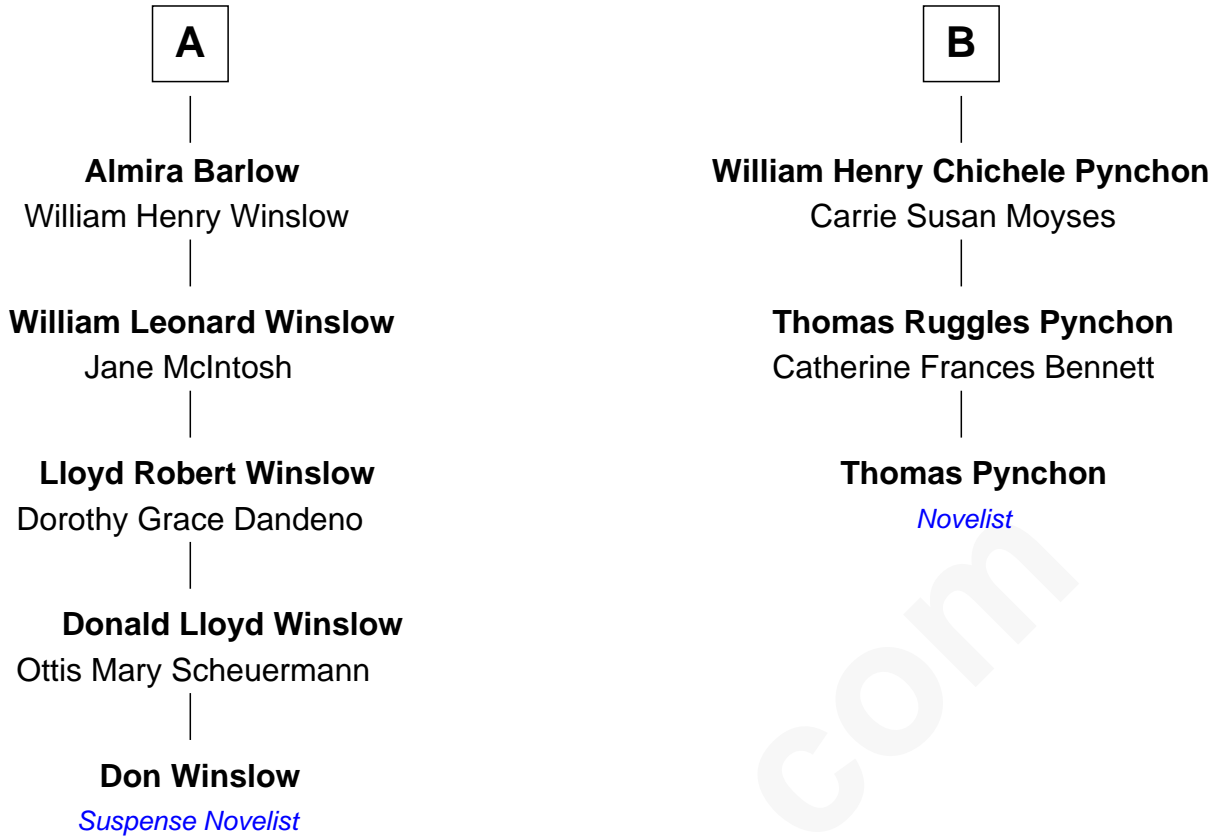 A
Almira Barlow
William Henry Winslow
William Leonard Winslow
Jane McIntosh
Lloyd Robert Winslow
Dorothy Grace Dandeno
Donald Lloyd Winslow
Ottis Mary Scheuermann
Don Winslow
Suspense Novelist
B
William Henry Chichele Pynchon
Carrie Susan Moyses
Thomas Ruggles Pynchon
Catherine Frances Bennett
Thomas Pynchon
Novelist
com